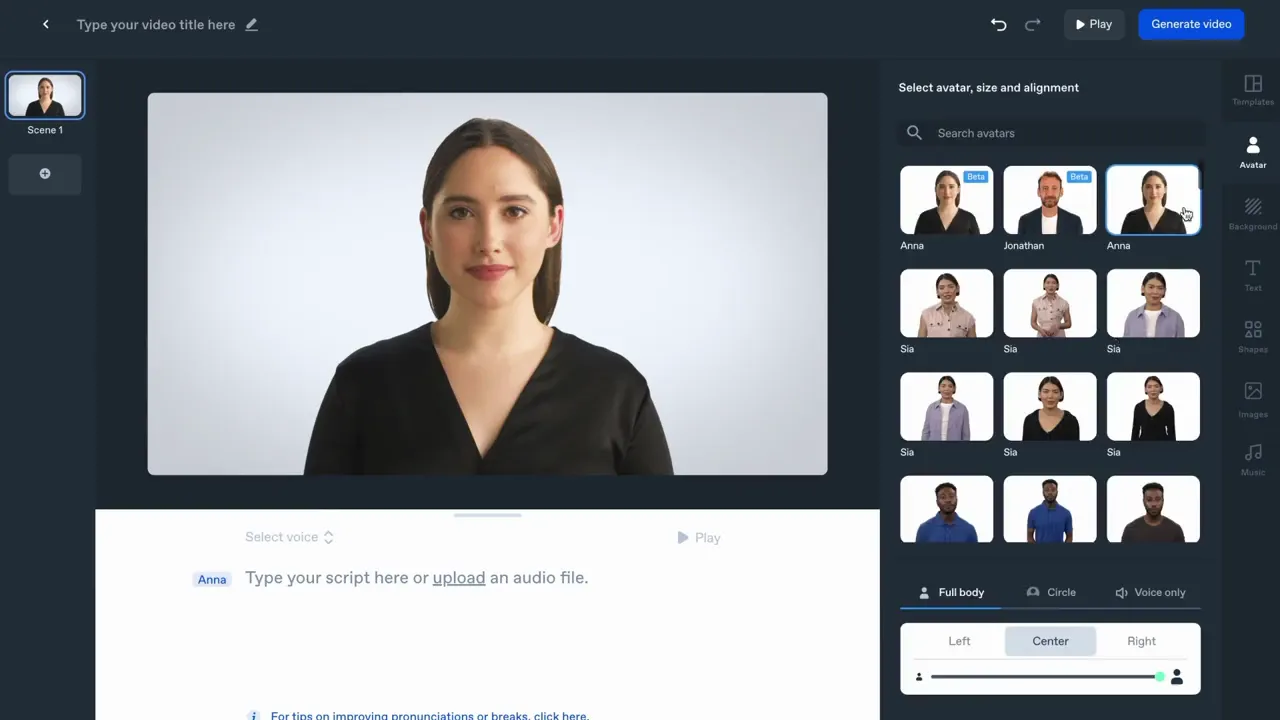 Type your video title here
Play
Generate video
Scene 1
Select avatar, size and alignment
Search avatars
Beta
Beta
Anna
Jonathan
Anna
Sia
Sia
Sia
Sia
Sia
Sia
Full body
Circle
Voice only
Left
Center
Right
Templates
Avatar
Background
Text
Shapes
Images
Music
Select voice
Play
Anna
Type your script here or upload an audio file.
For tips on improving pronunciations or breaks, click here.